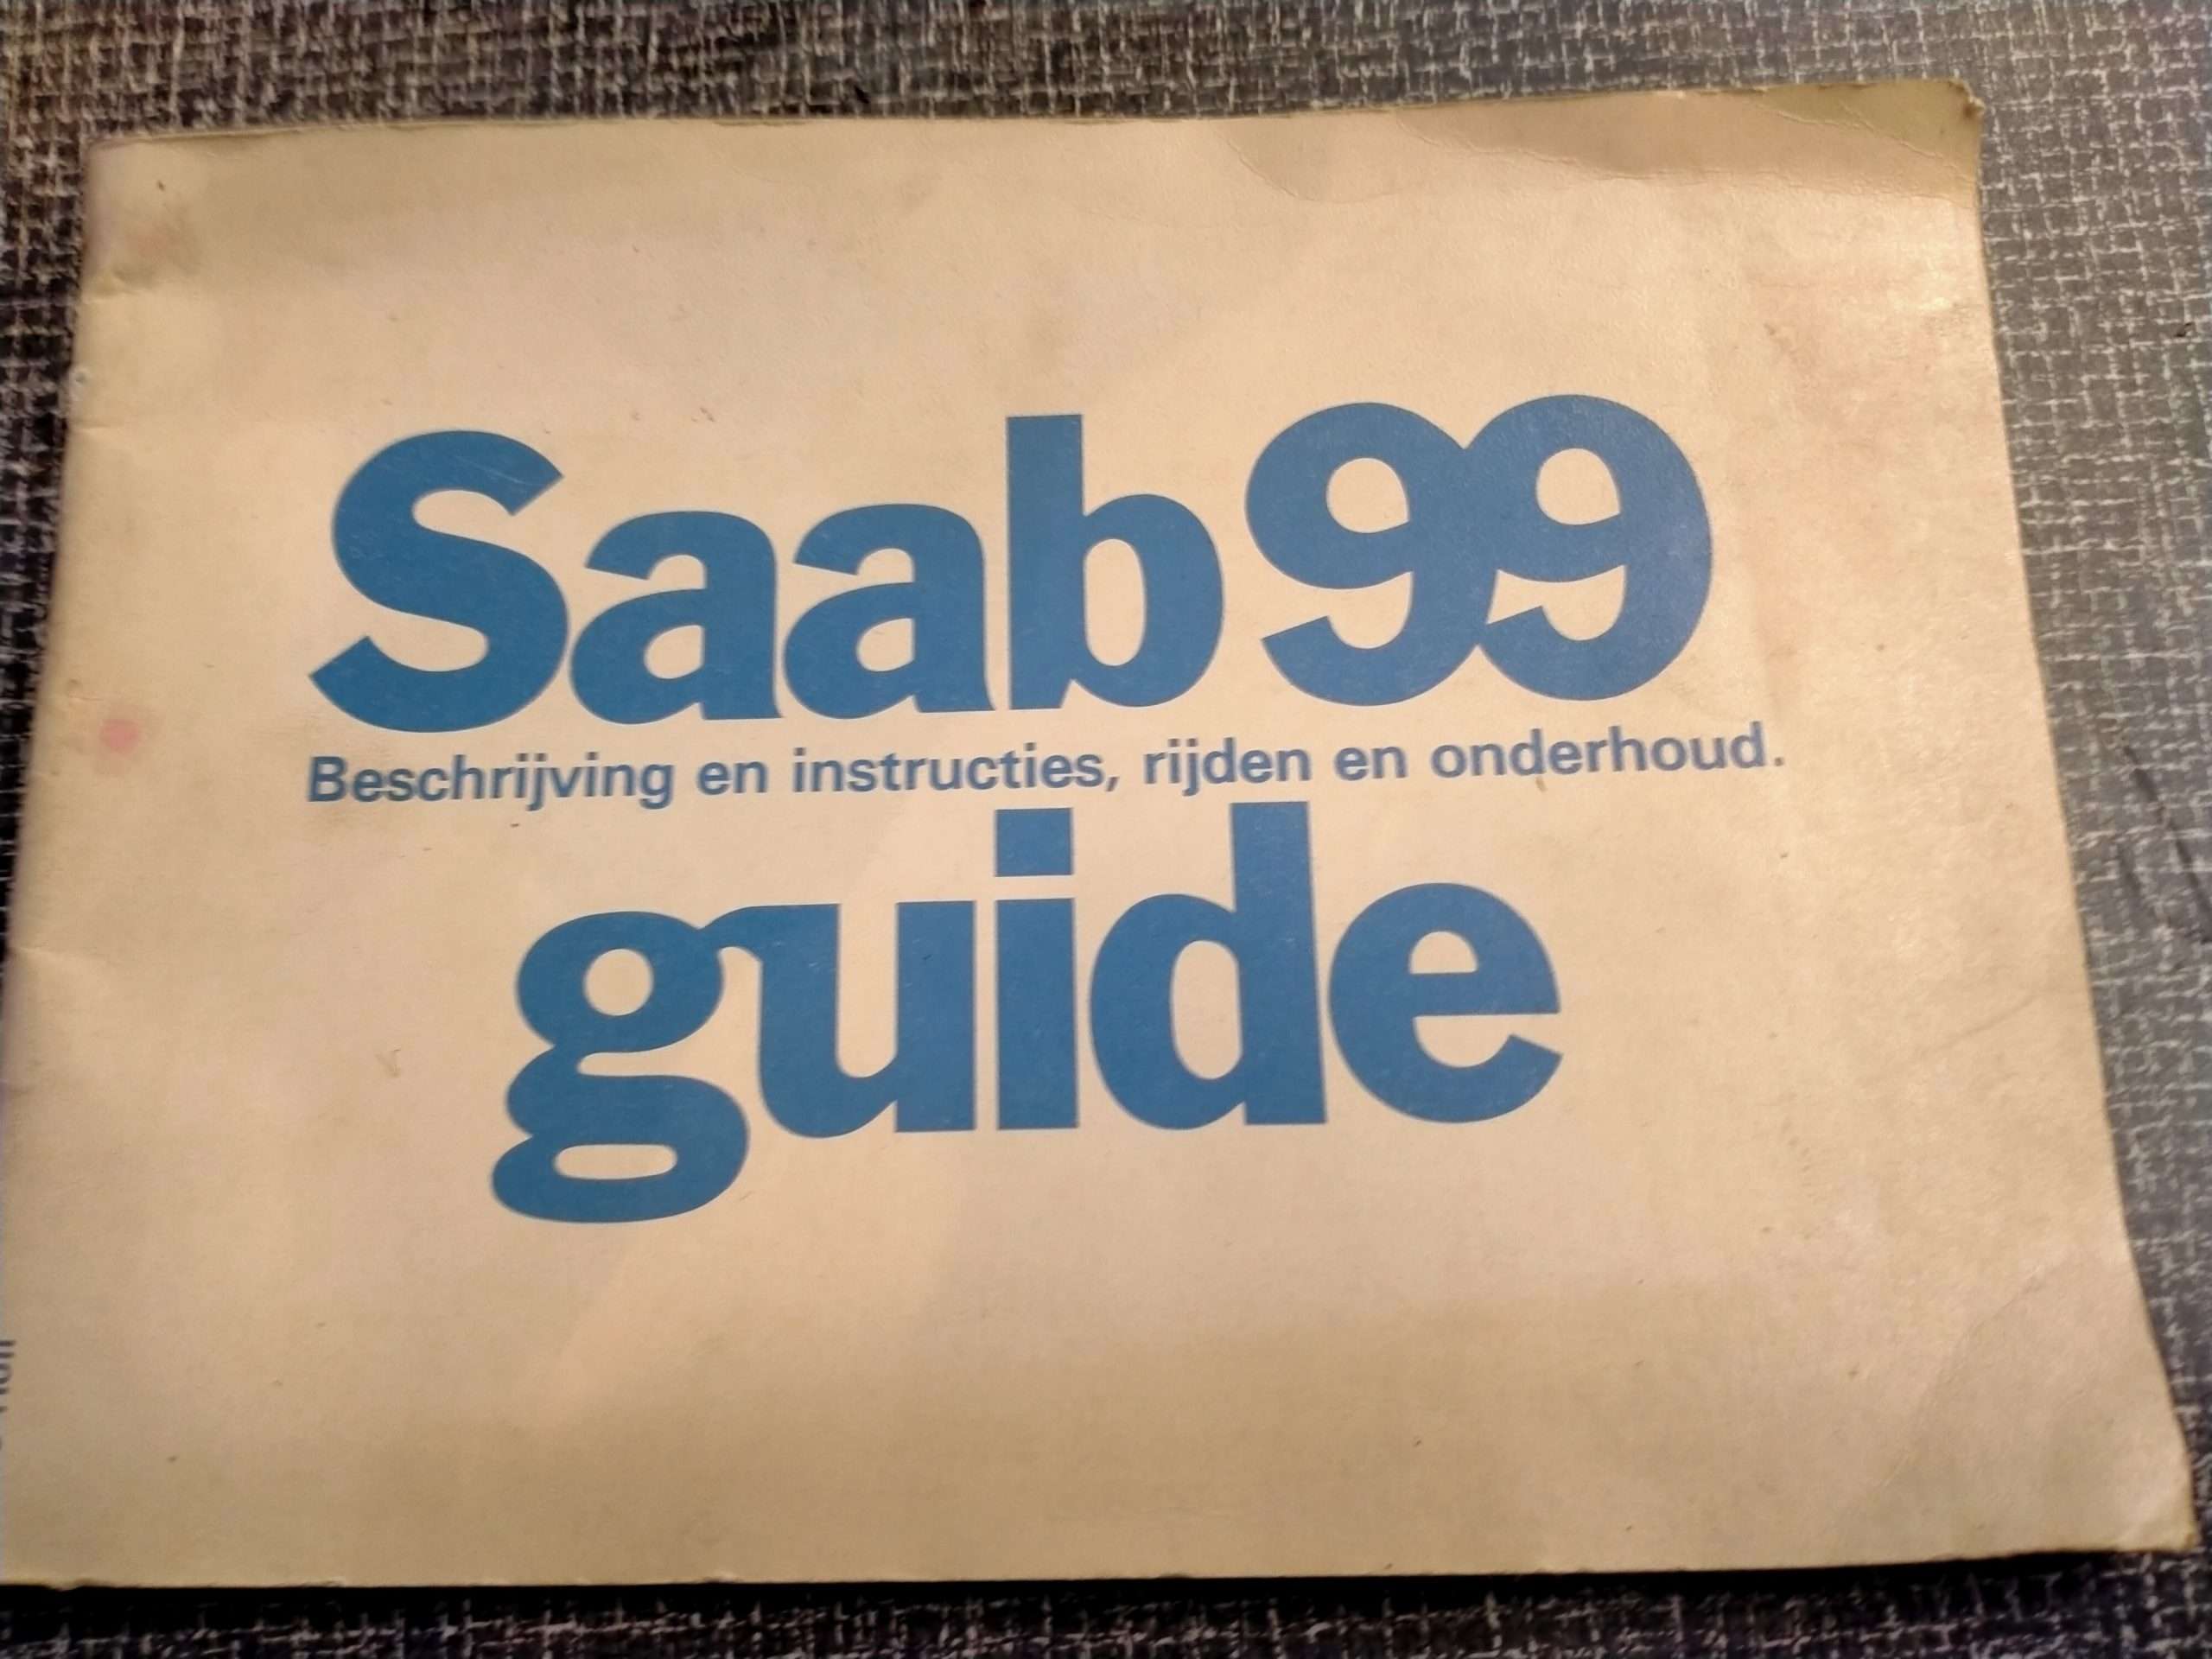 Saab 99
Beschrijving en instructies, rijden en onderhoud.
guide